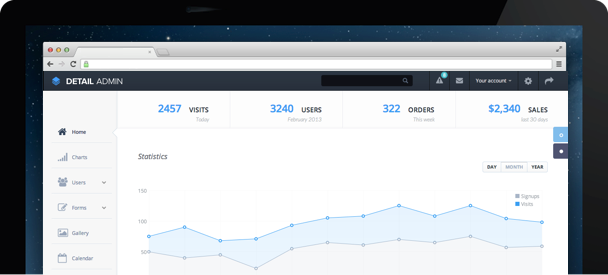 DETAIL ADMIN
8
Your account
2457 VISITS
Today
3240 USERS
February 2013
322 ORDERS
This week
$2,340 SALES
last 30 days
Home
Charts
Users
Forms
Gallery
Calendar
Statistics
DAY MONTH YEAR
Signups
Visits
150
100
50